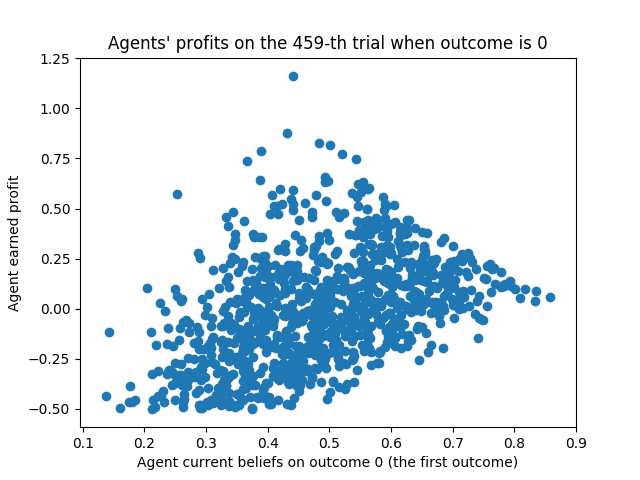 Agents' profits on the 459-th trial when outcome is 0
1.25
1.00
0.75
0.50
0.25
0.00
−0.25
−0.50
Agent earned profit
0.1 0.2 0.3 0.4 0.5 0.6 0.7 0.8 0.9
Agent current beliefs on outcome 0 (the first outcome)